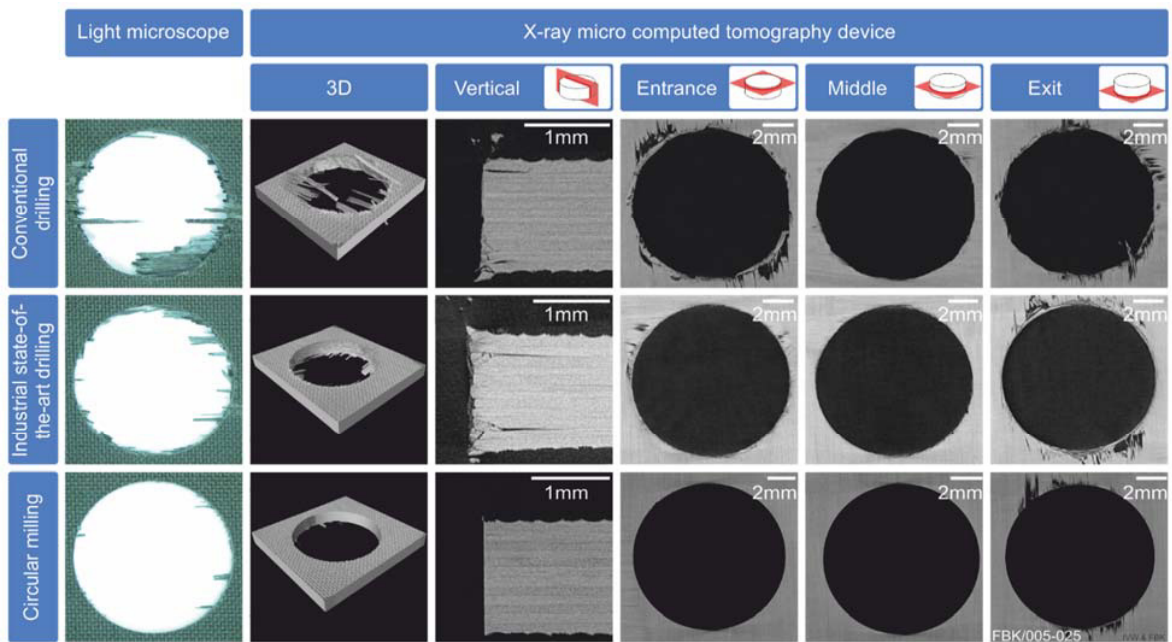 Light microscope
X-ray micro computed tomography device
3D
Vertical
Entrance
Middle
Exit
Conventional
drilling
1mm
2mm
2mm
2mm
Industrial state-of-
the-art drilling
1mm
2mm
2mm
2mm
Circular milling
1mm
2mm
2mm
2mm
FBK/005-025